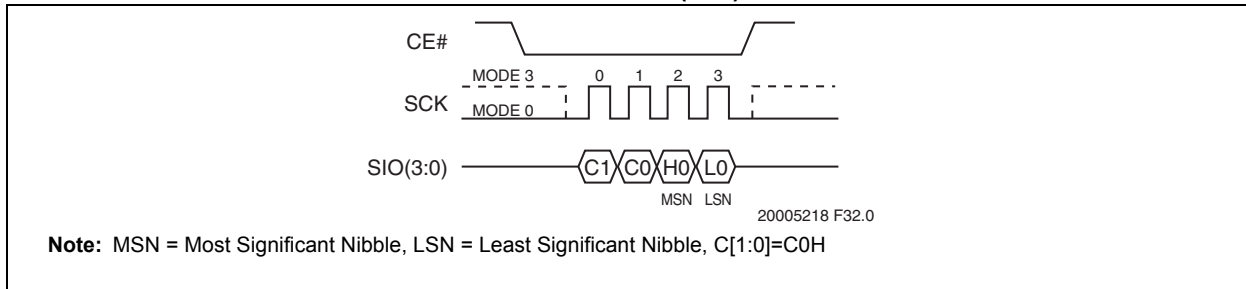 CE#
MODE 3 0 1 2 3
SCK
MODE 0
SIO(3:0) C1 C0 H0 L0
MSN LSN
20005218 F32.0
Note: MSN = Most Significant Nibble, LSN = Least Significant Nibble, C[1:0]=C0H